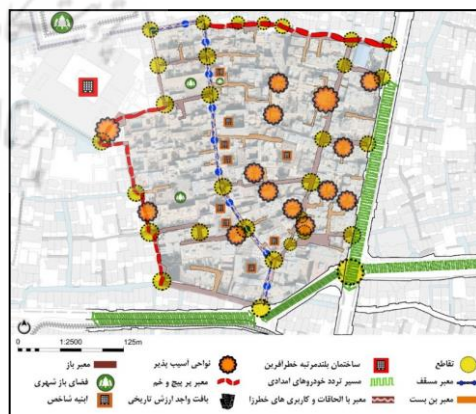 0 1:2500 125m
تقاطع
ساختمان بلندمرتبه خطرآفرین
نواحی آسیب پذیر
معبر باز
معبر مسقف
مسیر تردد خودروهای امدادی
معبر پر پیچ و خم
فضای باز شهری
معبر بن بست
معبر با الحاقات و کاربری های خطرزا
بافت واجد ارزش تاریخی
ابنیه شاخص